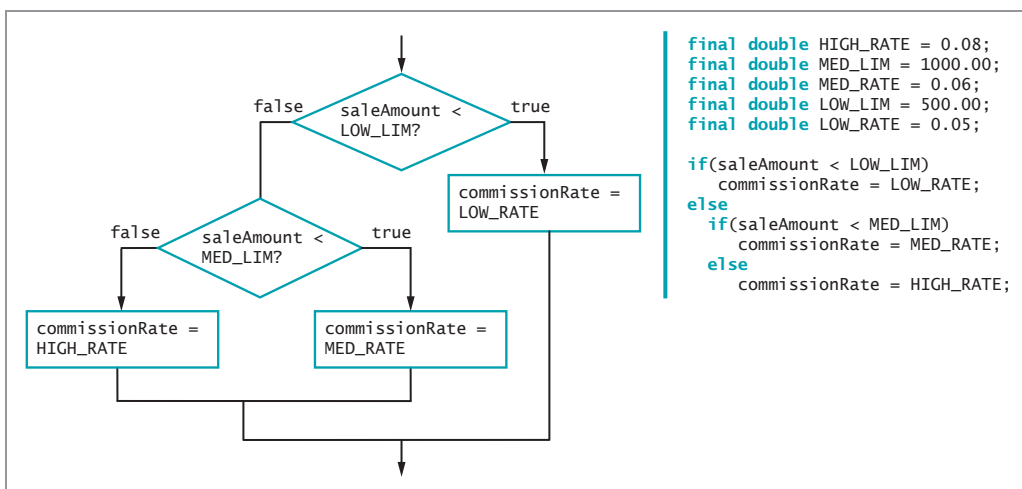 false
saleAmount <
LOW_LIM?
true
commissionRate =
LOW_RATE
false
saleAmount <
MED_LIM?
true
commissionRate =
HIGH_RATE
commissionRate =
MED_RATE
final double HIGH_RATE = 0.08;
final double MED_LIM = 1000.00;
final double MED_RATE = 0.06;
final double LOW_LIM = 500.00;
final double LOW_RATE = 0.05;
if(saleAmount < LOW_LIM)
   commissionRate = LOW_RATE;
else
  if(saleAmount < MED_LIM)
     commissionRate = MED_RATE;
  else
     commissionRate = HIGH_RATE;